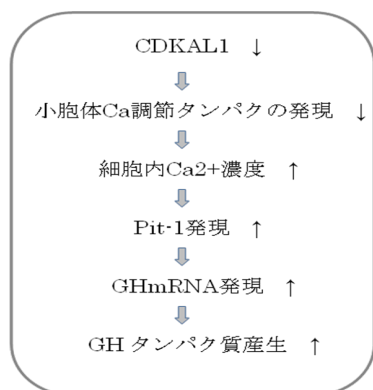 CDKAL1 ↓
小胞体Ca調節タンパクの発現 ↓
細胞内Ca2+濃度 ↑
Pit-1発現 ↑
GHmRNA発現 ↑
GH タンパク質産生 ↑